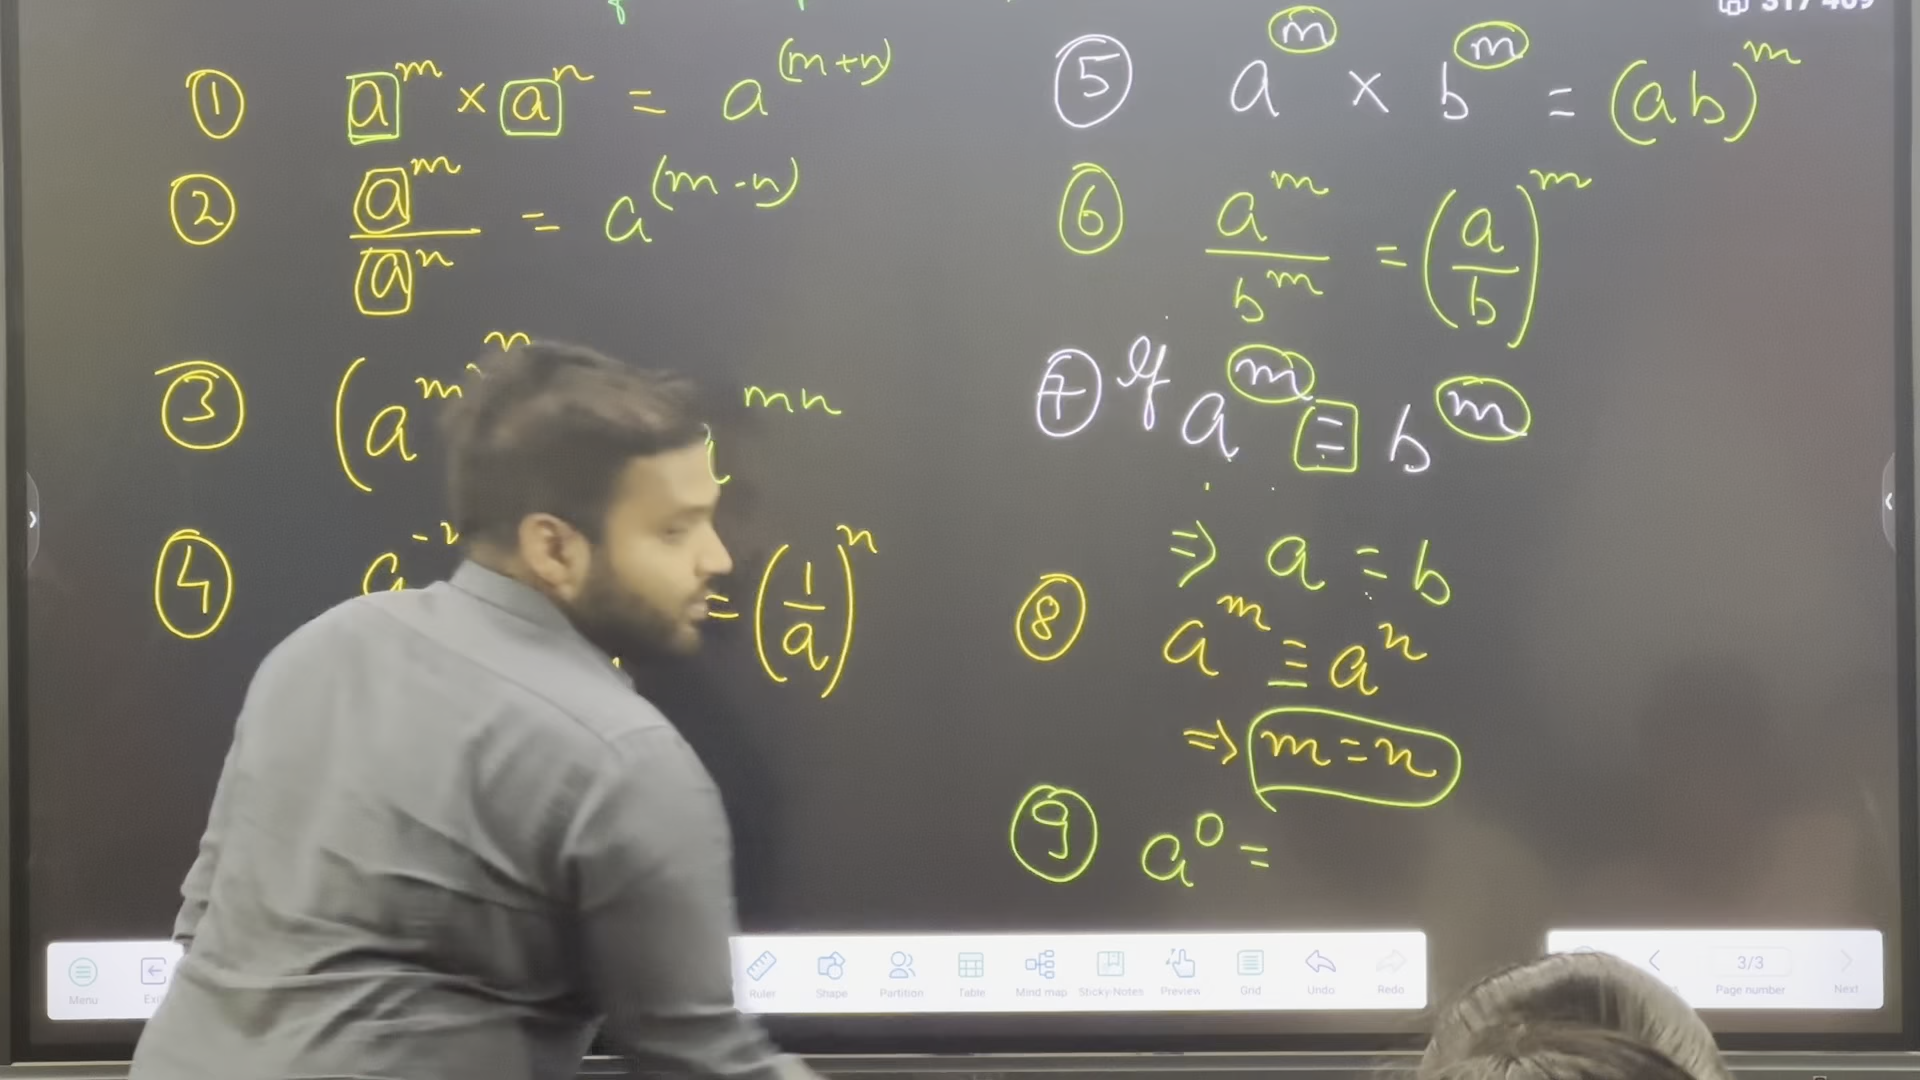 ① a^m × a^n = a^(m+n)
② a^m / a^n = a^(m-n)
③ (a^m mn
④ a = (1/a)^n
⑤ a^m × b^m = (ab)^m
⑥ a^m / b^m = (a/b)^m
⑦ If a^m = b^m
⇒ a = b
⑧ a^m = a^n
⇒ m = n
⑨ a^0 =
Menu
Ruler Shape Partition Table Mind map Sticky-Notes Preview Grid Undo Redo
3/3
Page number Next